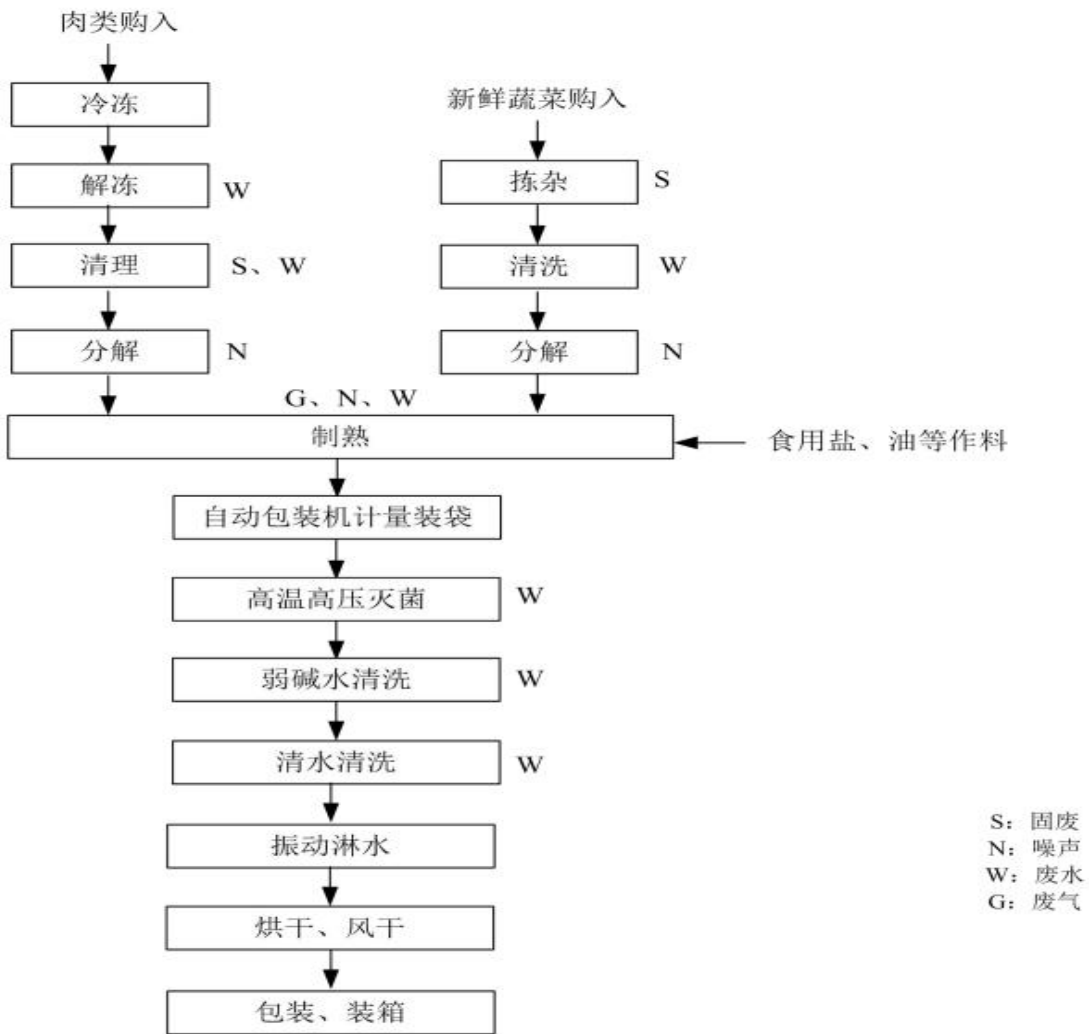 肉类购入
冷冻
新鲜蔬菜购入
解冻 W
拣杂 S
清理 S、W
清洗 W
分解 N
分解 N
G、N、W
制熟
食用盐、油等作料
自动包装机计量装袋
高温高压灭菌 W
弱碱水清洗 W
清水清洗 W
振动淋水
烘干、风干
包装、装箱
S：固废
N：噪声
W：废水
G：废气